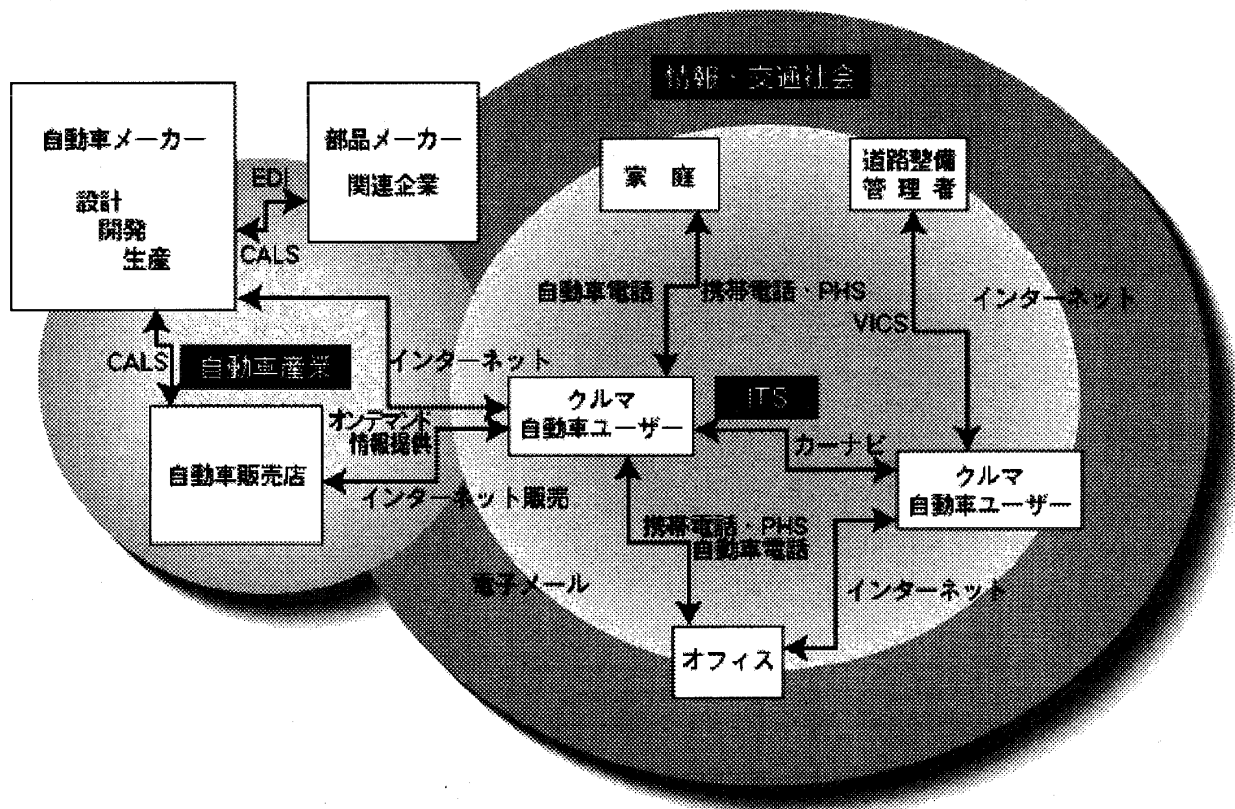 情報・交通社会
自動車メーカー
設計
開発
生産
EDI
CALS
部品メーカー
関連企業
家庭
道路整備
管理者
自動車電話
携帯電話・PHS
インターネット
VICS
CALS
自動車産業
インターネット
クルマ
自動車ユーザー
ITS
オンデマンド
情報提供
カーナビ
自動車販売店
インターネット販売
クルマ
自動車ユーザー
携帯電話・PHS
自動車電話
電子メール
インターネット
オフィス